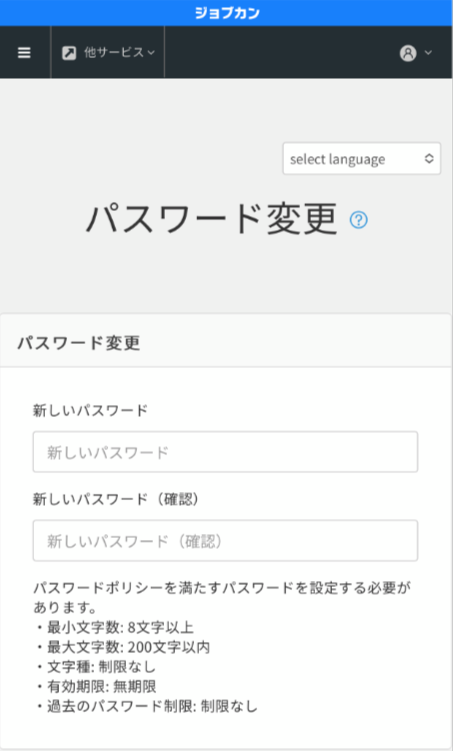 ジョブカン
他サービス
select language
パスワード変更
パスワード変更
新しいパスワード
新しいパスワード
新しいパスワード（確認）
新しいパスワード（確認）
パスワードポリシーを満たすパスワードを設定する必要が
あります。
・最小文字数: 8文字以上
・最大文字数: 200文字以内
・文字種: 制限なし
・有効期限: 無期限
・過去のパスワード制限: 制限なし